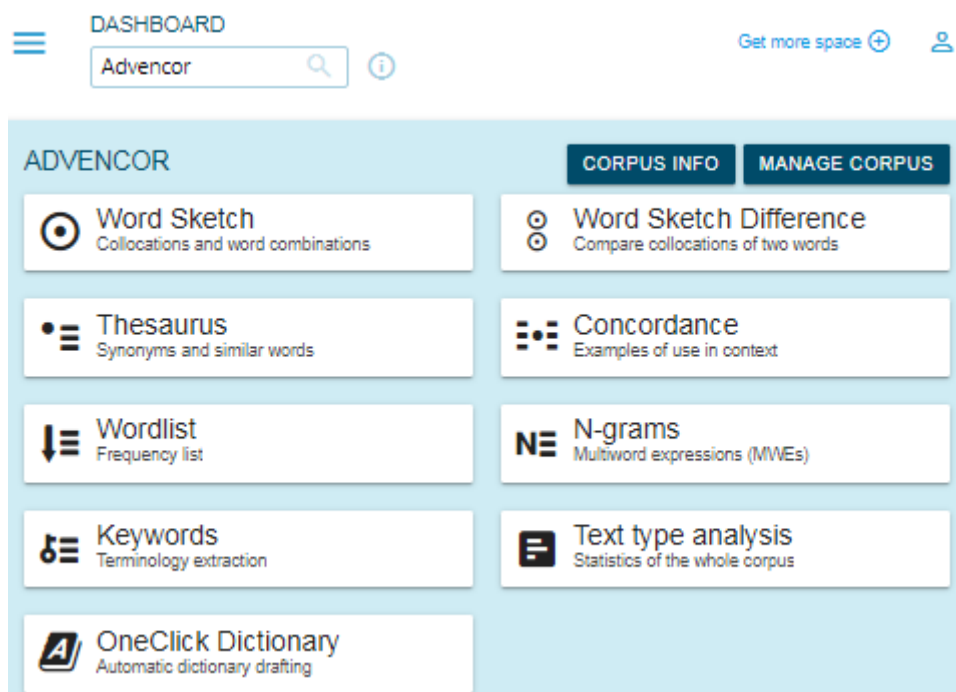 DASHBOARD
Advencor
Get more space
ADVENCOR
CORPUS INFO
MANAGE CORPUS
Word Sketch
Collocations and word combinations
Word Sketch Difference
Compare collocations of two words
Thesaurus
Synonyms and similar words
Concordance
Examples of use in context
Wordlist
Frequency list
N-grams
Multiword expressions (MWEs)
Keywords
Terminology extraction
Text type analysis
Statistics of the whole corpus
OneClick Dictionary
Automatic dictionary drafting